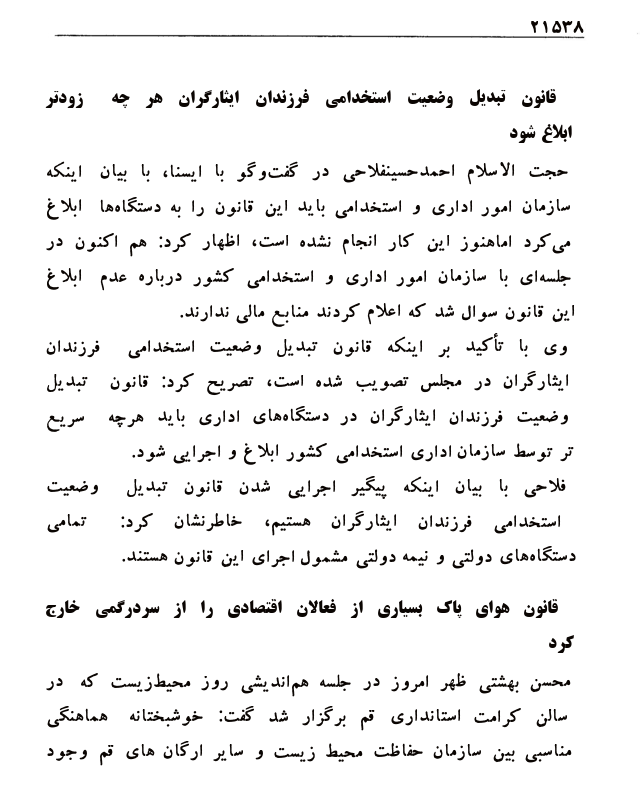 ۲۱۵۳۸
قانون تبدیل وضعیت استخدامی فرزندان ایثارگران هر چه زودتر
ابلاغ شود
حجت الاسلام احمدحسینفلاحی در گفت‌وگو با ایسنا، با بیان اینکه
سازمان امور اداری و استخدامی باید این قانون را به دستگاه‌ها ابلاغ
می‌کرد اماهنوز این کار انجام نشده است، اظهار کرد: هم اکنون در
جلسه‌ای با سازمان امور اداری و استخدامی کشور درباره عدم ابلاغ
این قانون سوال شد که اعلام کردند منابع مالی ندارند.
وی با تأکید بر اینکه قانون تبدیل وضعیت استخدامی فرزندان
ایثارگران در مجلس تصویب شده است، تصریح کرد: قانون تبدیل
وضعیت فرزندان ایثارگران در دستگاه‌های اداری باید هرچه سریع
تر توسط سازمان اداری استخدامی کشور ابلاغ و اجرایی شود.
فلاحی با بیان اینکه پیگیر اجرایی شدن قانون تبدیل وضعیت
استخدامی فرزندان ایثارگران هستیم، خاطرنشان کرد: تمامی
دستگاه‌های دولتی و نیمه دولتی مشمول اجرای این قانون هستند.
قانون هوای پاک بسیاری از فعالان اقتصادی را از سردرگمی خارج
کرد
محسن بهشتی ظهر امروز در جلسه هم‌اندیشی روز محیط‌زیست که در
سالن کرامت استانداری قم برگزار شد گفت: خوشبختانه هماهنگی
مناسبی بین سازمان حفاظت محیط زیست و سایر ارگان های قم وجود